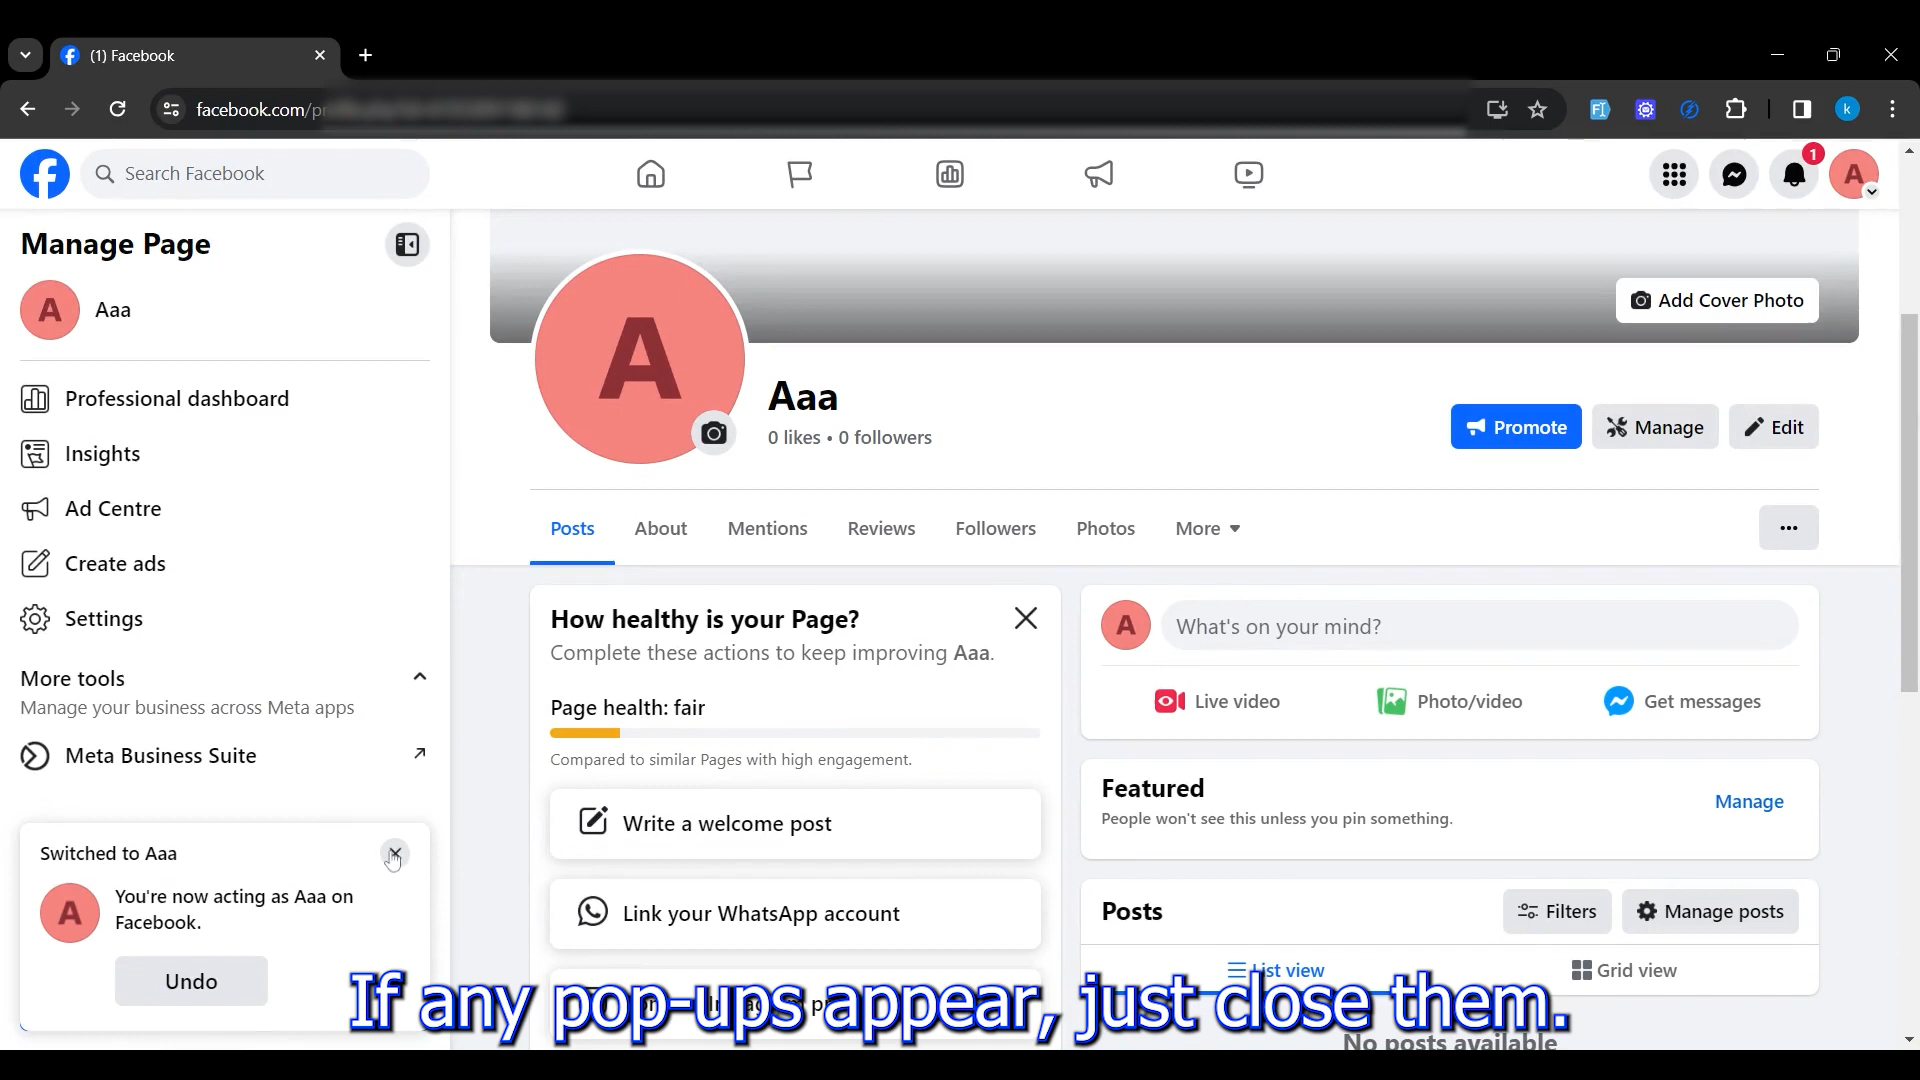 (1) Facebook
facebook.com/pr
k
Search Facebook
1
A
Manage Page
A Aaa
Professional dashboard
Insights
Ad Centre
Create ads
Settings
More tools
Manage your business across Meta apps
Meta Business Suite
Switched to Aaa
A
You're now acting as Aaa on
Facebook.
Undo
Add Cover Photo
A
Aaa
0 likes • 0 followers
Promote Manage Edit
Posts About Mentions Reviews Followers Photos More
How healthy is your Page?
Complete these actions to keep improving Aaa.
Page health: fair
Compared to similar Pages with high engagement.
Write a welcome post
Link your WhatsApp account
A What's on your mind?
Live video Photo/video Get messages
Featured
Manage
People won't see this unless you pin something.
Posts Filters Manage posts
List view Grid view
No posts available
If any pop-ups appear, just close them.